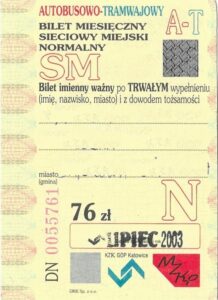 AUTOBUSOWO-TRAMWAJOWY
BILET MIESIĘCZNY
SIECIOWY MIEJSKI
NORMALNY
A-T
SM
Bilet imienny ważny po TRWAŁYM wypełnieniu
(imię, nazwisko, miasto) i z dowodem tożsamości
miasto
(gmina)
N
76 zł
LIPIEC-2003
KZK GOP Katowice
DN 0055761